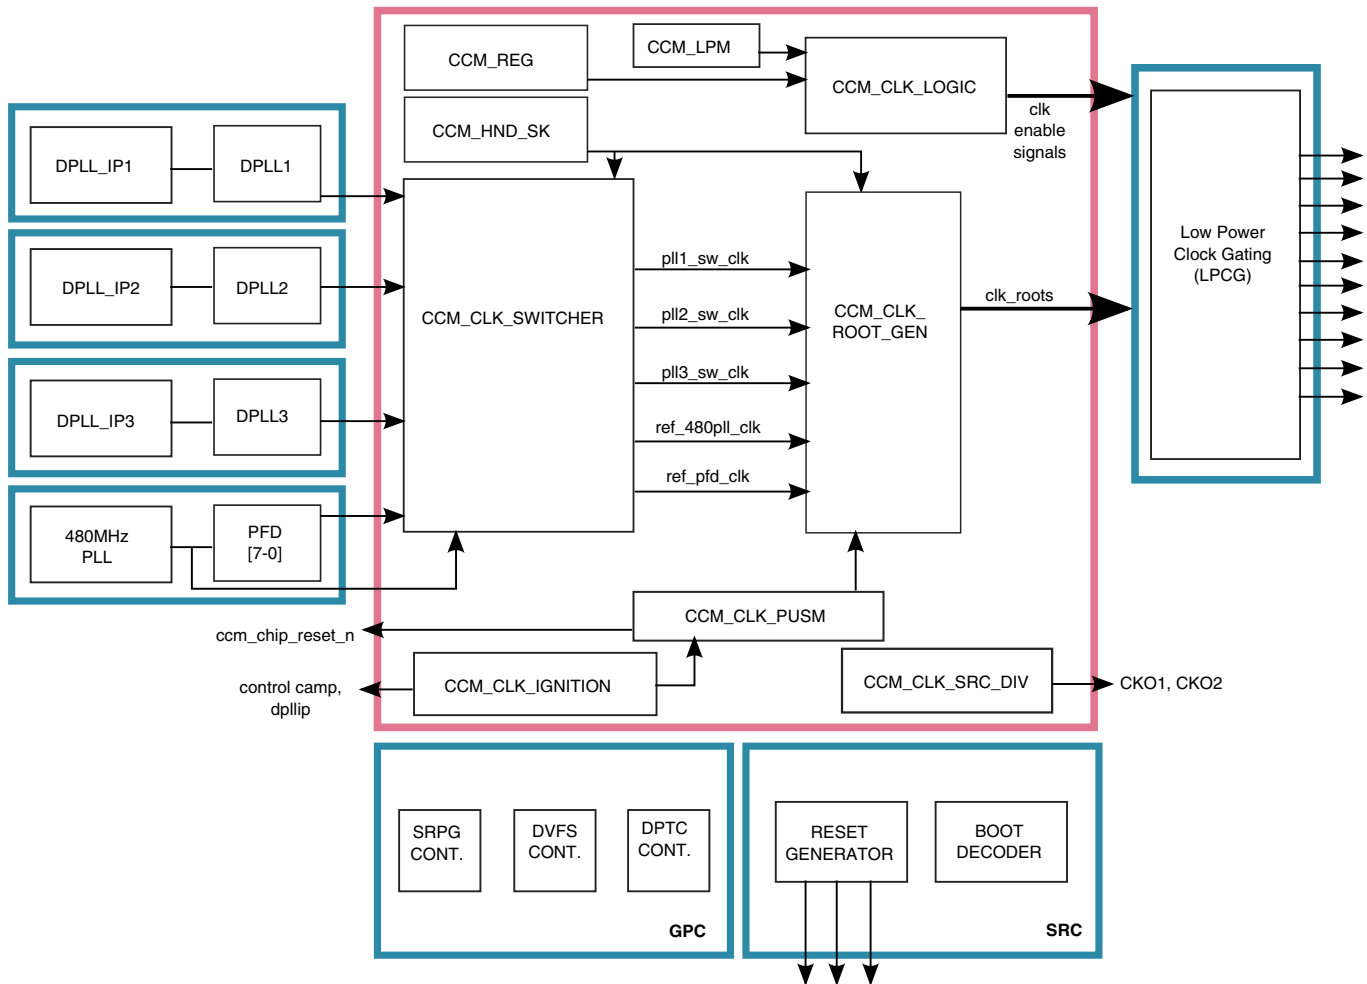 CCM_REG
CCM_LPM
CCM_CLK_LOGIC
CCM_HND_SK
clk
enable
signals
DPLL_IP1
DPLL1
DPLL_IP2
DPLL2
DPLL_IP3
DPLL3
480MHz
PLL
PFD
[7-0]
CCM_CLK_SWITCHER
pll1_sw_clk
pll2_sw_clk
pll3_sw_clk
ref_480pll_clk
ref_pfd_clk
CCM_CLK_
ROOT_GEN
clk_roots
Low Power
Clock Gating
(LPCG)
CCM_CLK_PUSM
ccm_chip_reset_n
CCM_CLK_IGNITION
control camp,
dpllip
CCM_CLK_SRC_DIV
CKO1, CKO2
SRPG
CONT.
DVFS
CONT.
DPTC
CONT.
GPC
RESET
GENERATOR
BOOT
DECODER
SRC